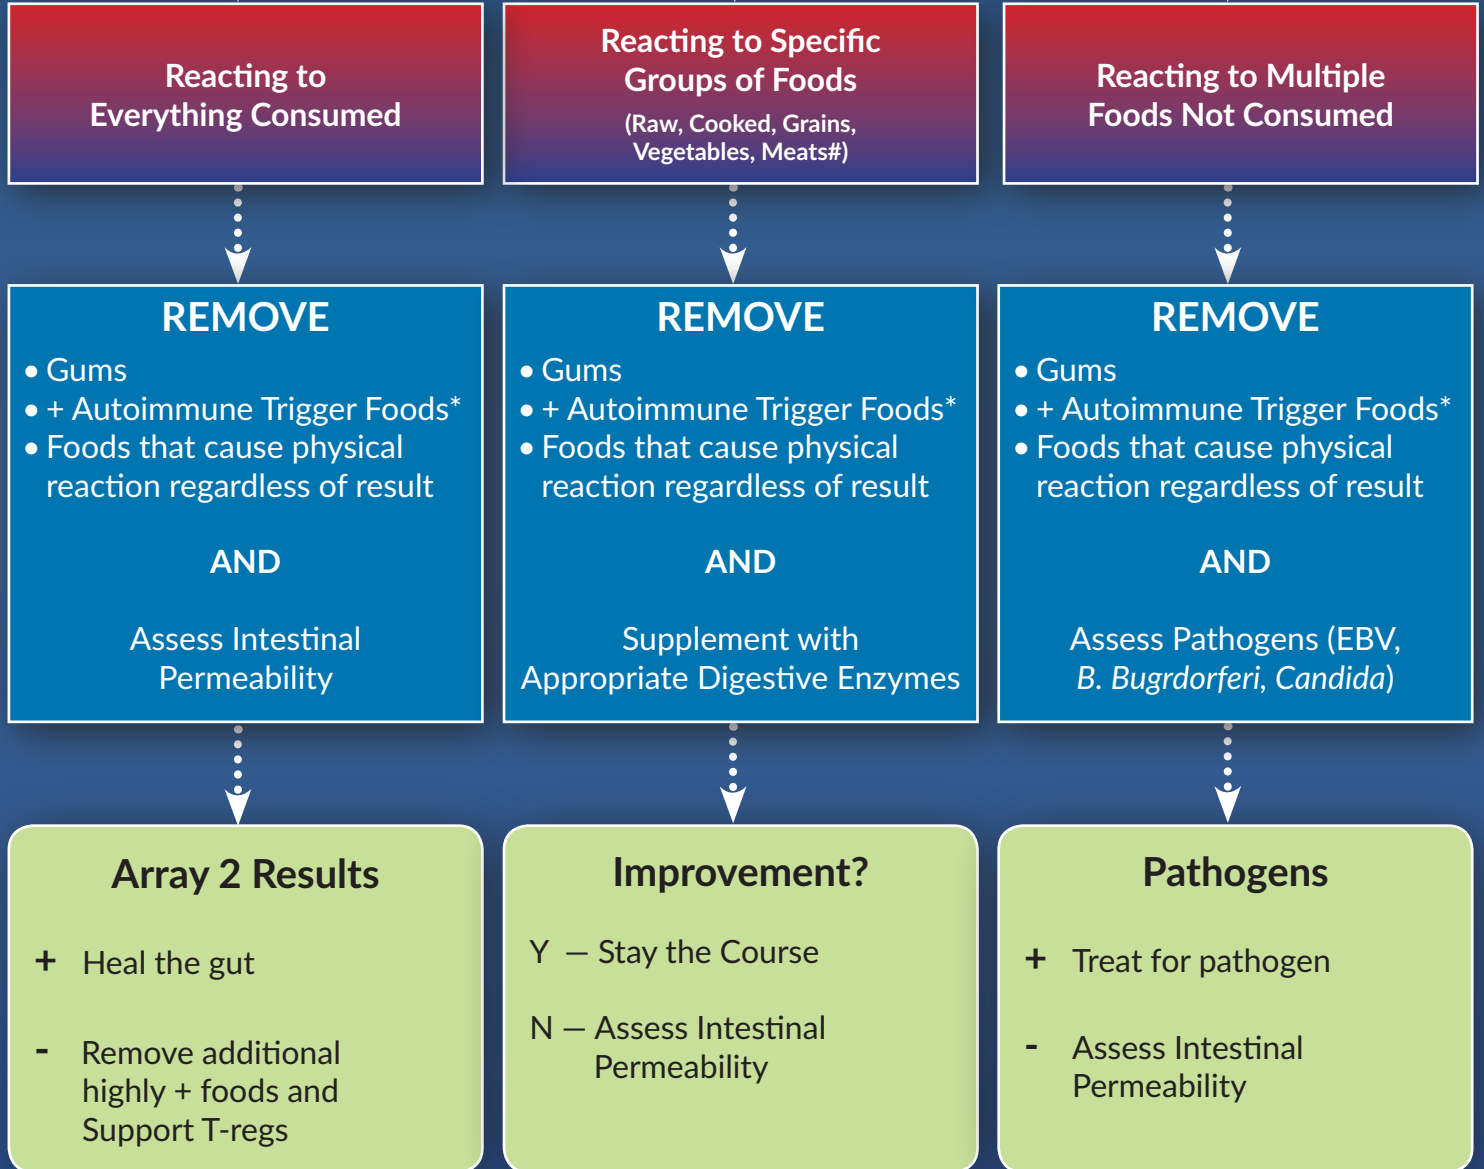 Reacting to
Everything Consumed
Reacting to Specific
Groups of Foods
(Raw, Cooked, Grains,
Vegetables, Meats#)
Reacting to Multiple
Foods Not Consumed
REMOVE
• Gums
• + Autoimmune Trigger Foods*
• Foods that cause physical
reaction regardless of result
AND
Assess Intestinal
Permeability
REMOVE
• Gums
• + Autoimmune Trigger Foods*
• Foods that cause physical
reaction regardless of result
AND
Supplement with
Appropriate Digestive Enzymes
REMOVE
• Gums
• + Autoimmune Trigger Foods*
• Foods that cause physical
reaction regardless of result
AND
Assess Pathogens (EBV,
B. Bugrdorferi, Candida)
Array 2 Results
+ Heal the gut
- Remove additional
highly + foods and
Support T-regs
Improvement?
Y — Stay the Course
N — Assess Intestinal
Permeability
Pathogens
+ Treat for pathogen
- Assess Intestinal
Permeability